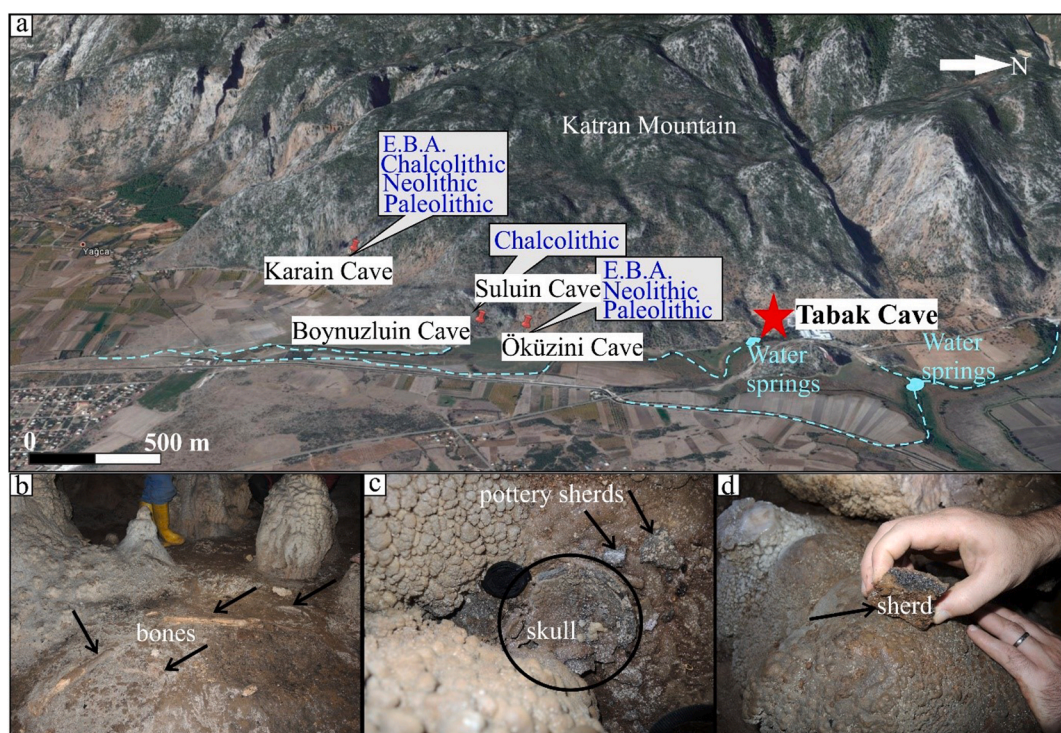 a
N
Katran Mountain
E.B.A.
Chalcolithic
Neolithic
Paleolithic
Yağca
Karain Cave
Chalcolithic
Suluin Cave
E.B.A.
Neolithic
Paleolithic
Boynuzluin Cave
Öküzini Cave
Tabak Cave
Water
springs
Water
springs
0
500 m
b
bones
c
pottery sherds
skull
d
sherd